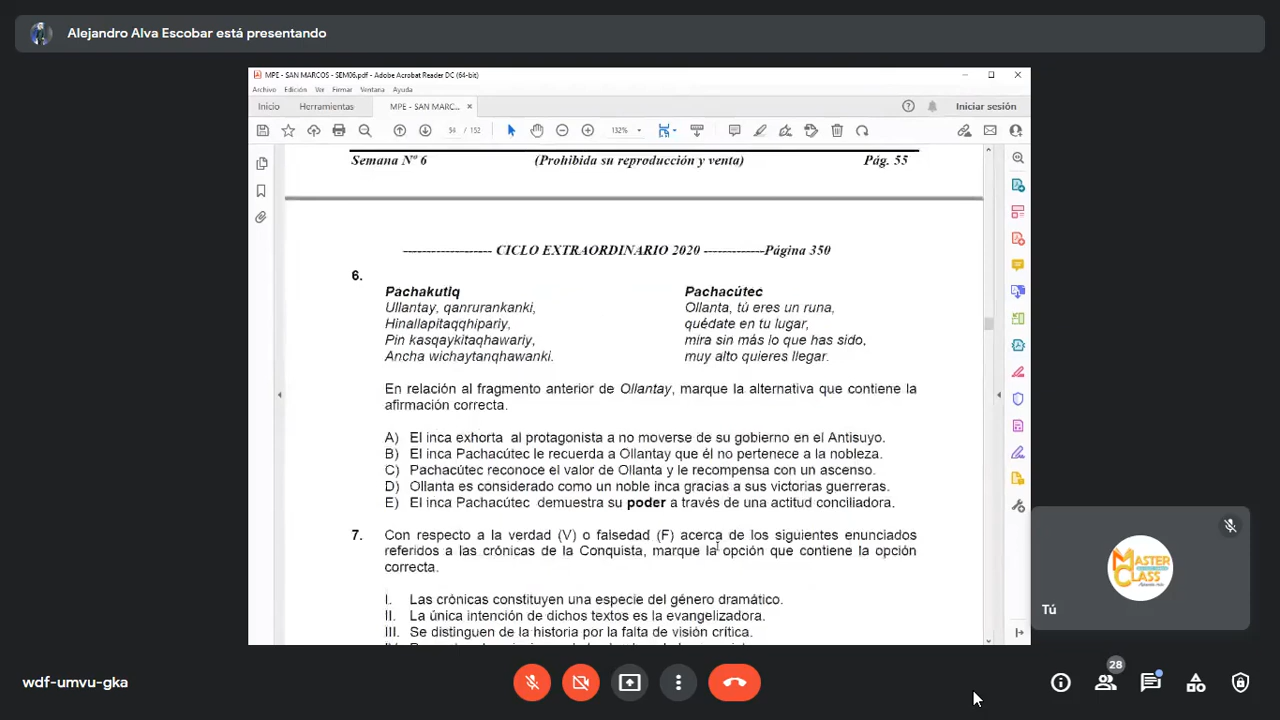 Alejandro Alva Escobar está presentando
MPE - SAN MARCOS - SEM06.pdf - Adobe Acrobat Reader DC (64-bit)
Archivo Edición Ver Firmar Ventana Ayuda
Inicio Herramientas MPE - SAN MARC... × Iniciar sesión
56 / 152 132%
Semana Nº 6 (Prohibida su reproducción y venta) Pág. 55
------------------- CICLO EXTRAORDINARIO 2020 -------------Página 350
6.
Pachakutiq Pachacútec
Ullantay, qanrurankanki, Ollanta, tú eres un runa,
Hinallapitaqqhipariy, quédate en tu lugar,
Pin kasqaykitaqhawariy, mira sin más lo que has sido,
Ancha wichaytanqhawanki. muy alto quieres llegar.
En relación al fragmento anterior de Ollantay, marque la alternativa que contiene la
afirmación correcta.
A) El inca exhorta al protagonista a no moverse de su gobierno en el Antisuyo.
B) El inca Pachacútec le recuerda a Ollantay que él no pertenece a la nobleza.
C) Pachacútec reconoce el valor de Ollanta y le recompensa con un ascenso.
D) Ollanta es considerado como un noble inca gracias a sus victorias guerreras.
E) El inca Pachacútec demuestra su poder a través de una actitud conciliadora.
7. Con respecto a la verdad (V) o falsedad (F) acerca de los siguientes enunciados
referidos a las crónicas de la Conquista, marque la opción que contiene la opción
correcta.
I. Las crónicas constituyen una especie del género dramático.
II. La única intención de dichos textos es la evangelizadora.
III. Se distinguen de la historia por la falta de visión crítica.
MASTER
CLASS
Tú
wdf-umvu-gka
28